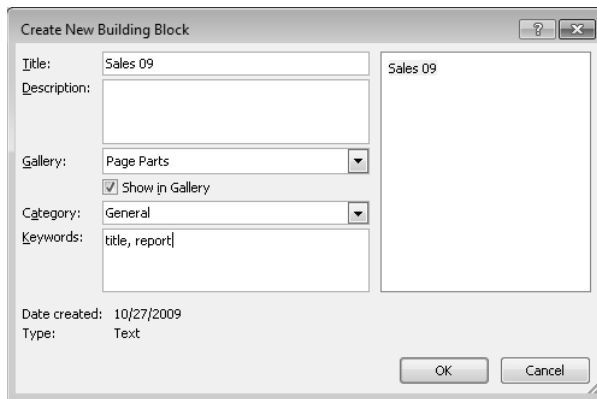 Create New Building Block
?
Title:
Sales 09
Sales 09
Description:
Gallery:
Page Parts
Show in Gallery
Category:
General
Keywords:
title, report
Date created:
10/27/2009
Type:
Text
OK
Cancel